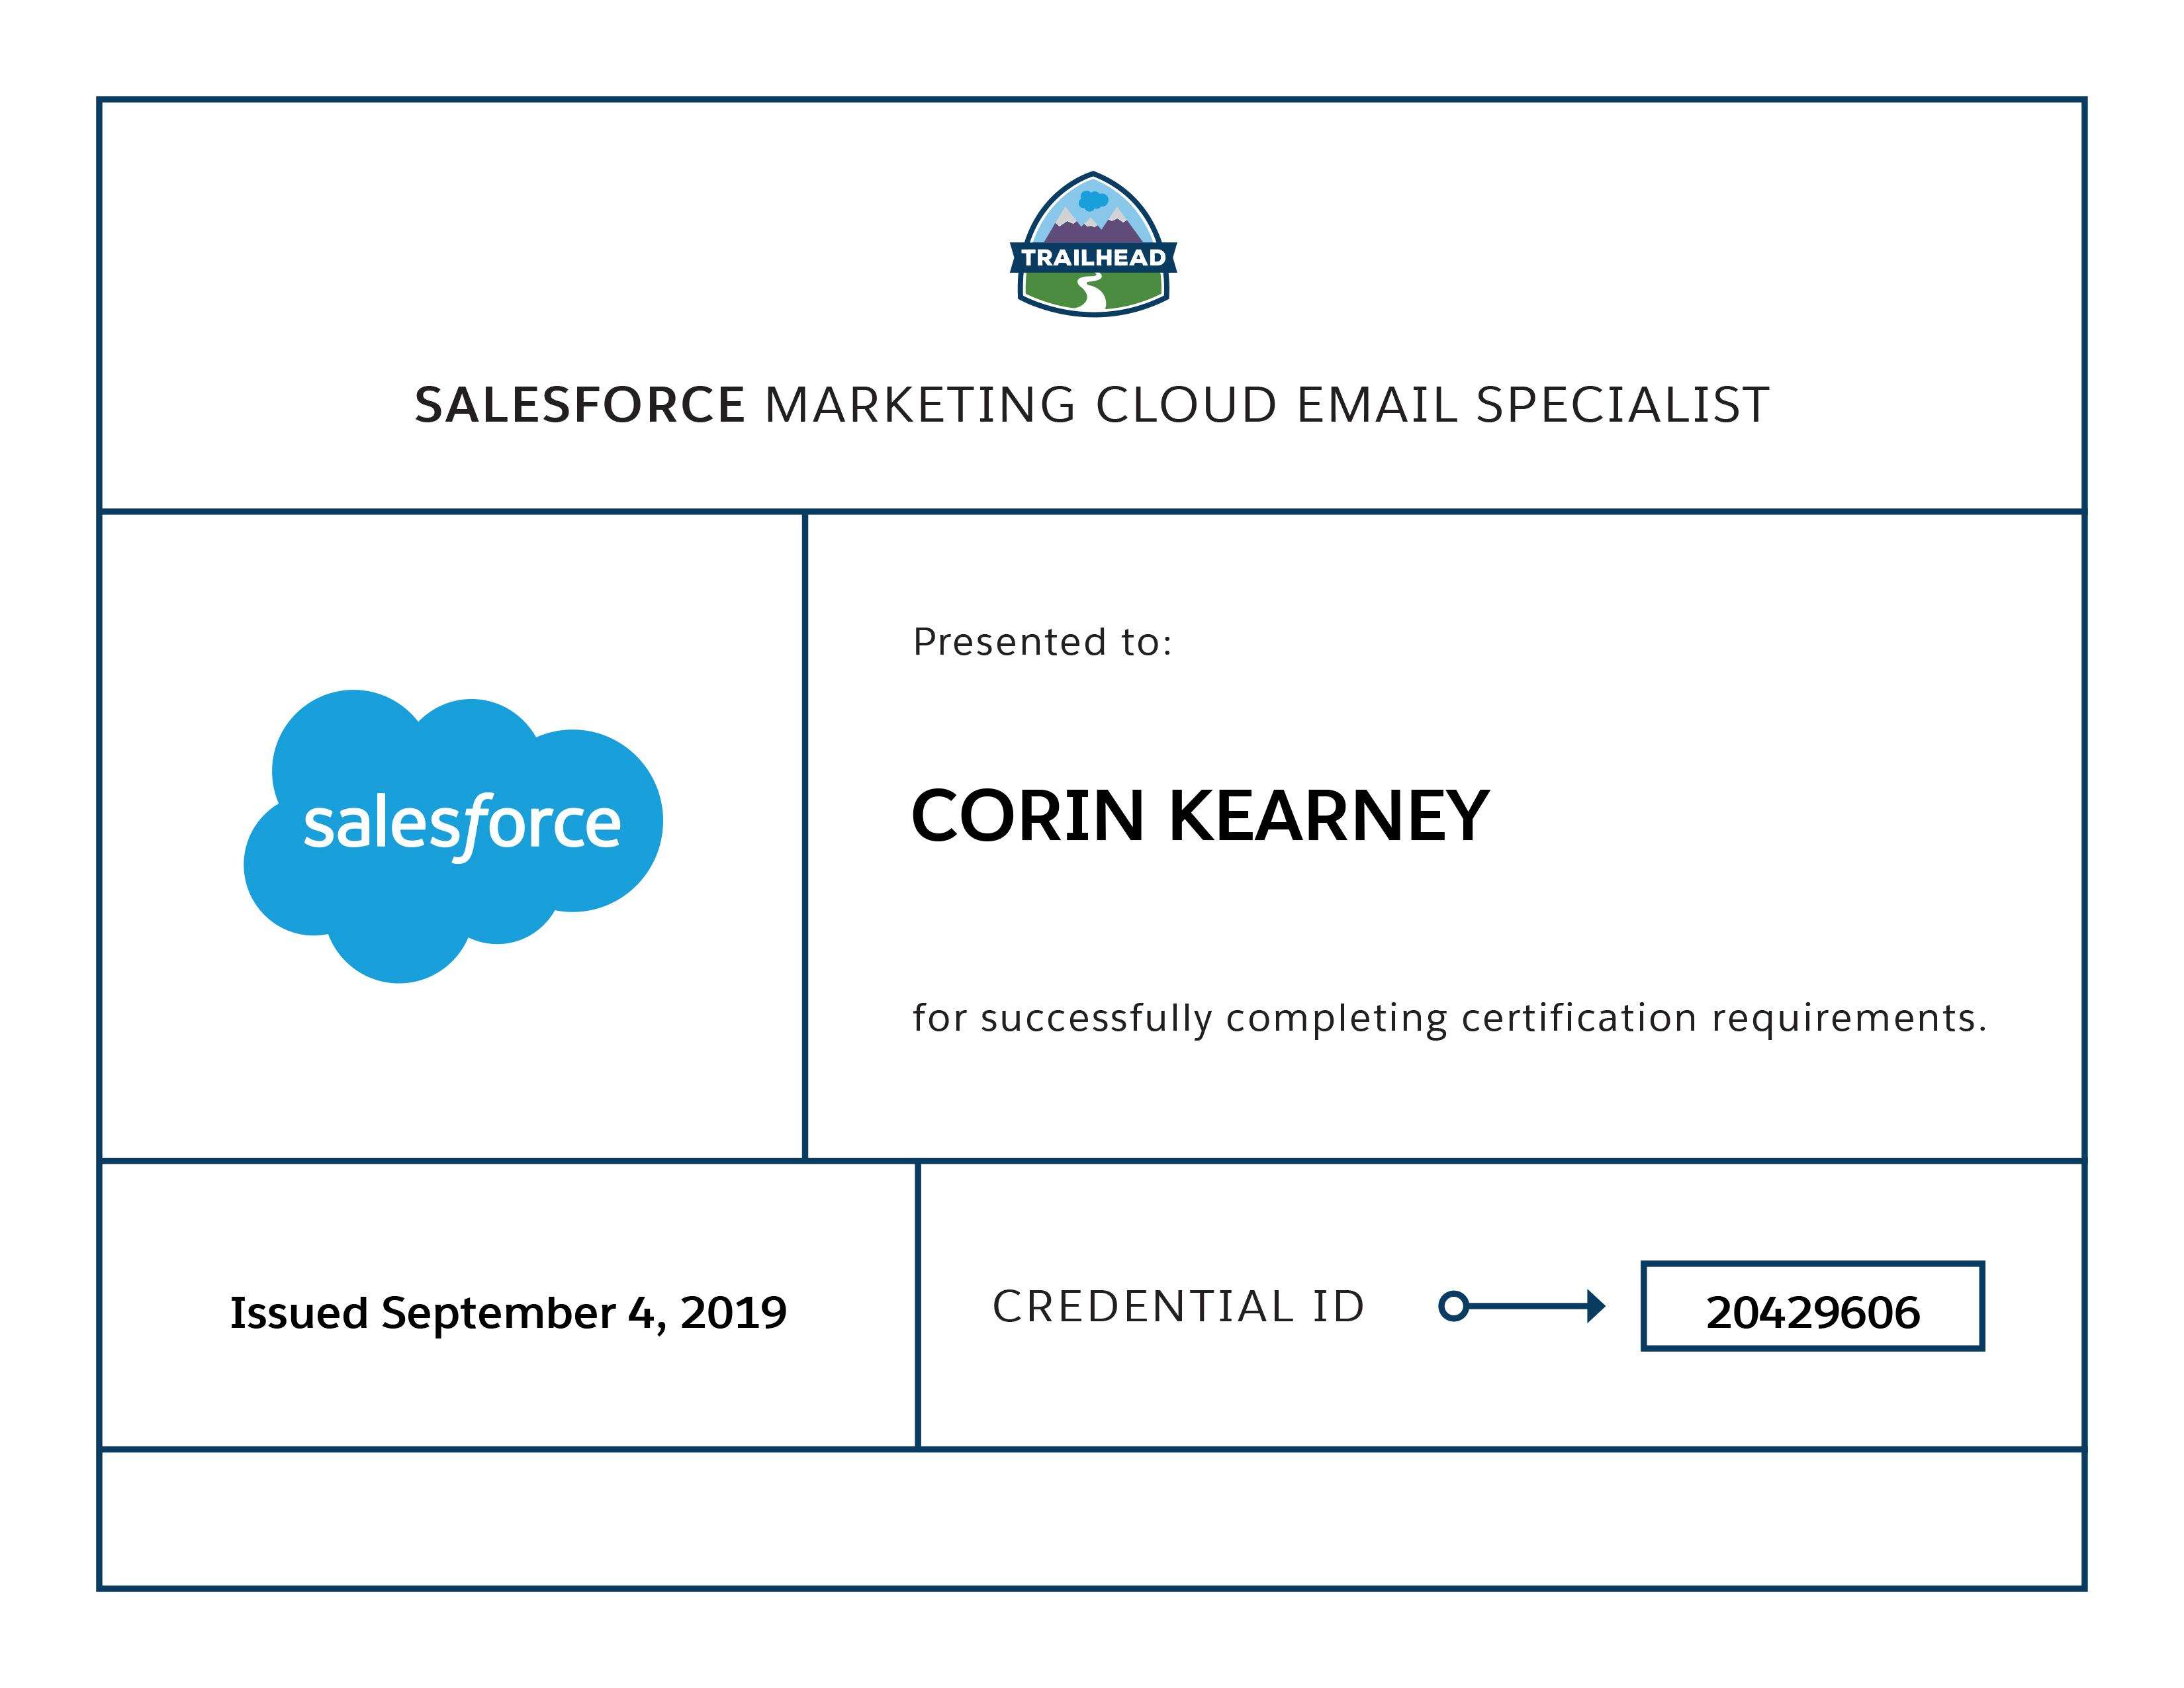 TRAILHEAD
SALESFORCE MARKETING CLOUD EMAIL SPECIALIST
Presented to:
salesforce
CORIN KEARNEY
for successfully completing certification requirements.
Issued September 4, 2019
CREDENTIAL ID
20429606